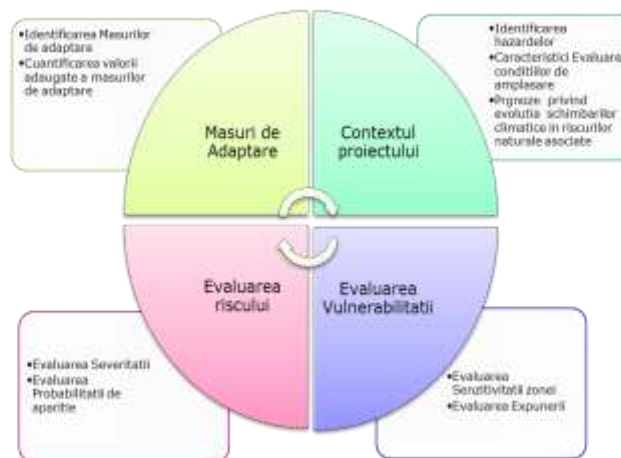 •Identificarea Masurilor
de adaptare
•Cuantificarea valorii
adaugate a masurilor
de adaptare
•Identificarea
hazardelor
•Caracteristici Evaluare
conditiilor de
amplasare
•Prgnoze privind
evolutia schimbarilor
climatice in riscurilor
naturale asociate
Masuri de
Adaptare
Contextul
proiectului
Evaluarea
riscului
Evaluarea
Vulnerabilitatii
•Evaluarea Severitatii
•Evaluarea
Probabilitatii de
aparitie
•Evaluarea
Senzitivitatii zonei
•Evaluarea Expunerii